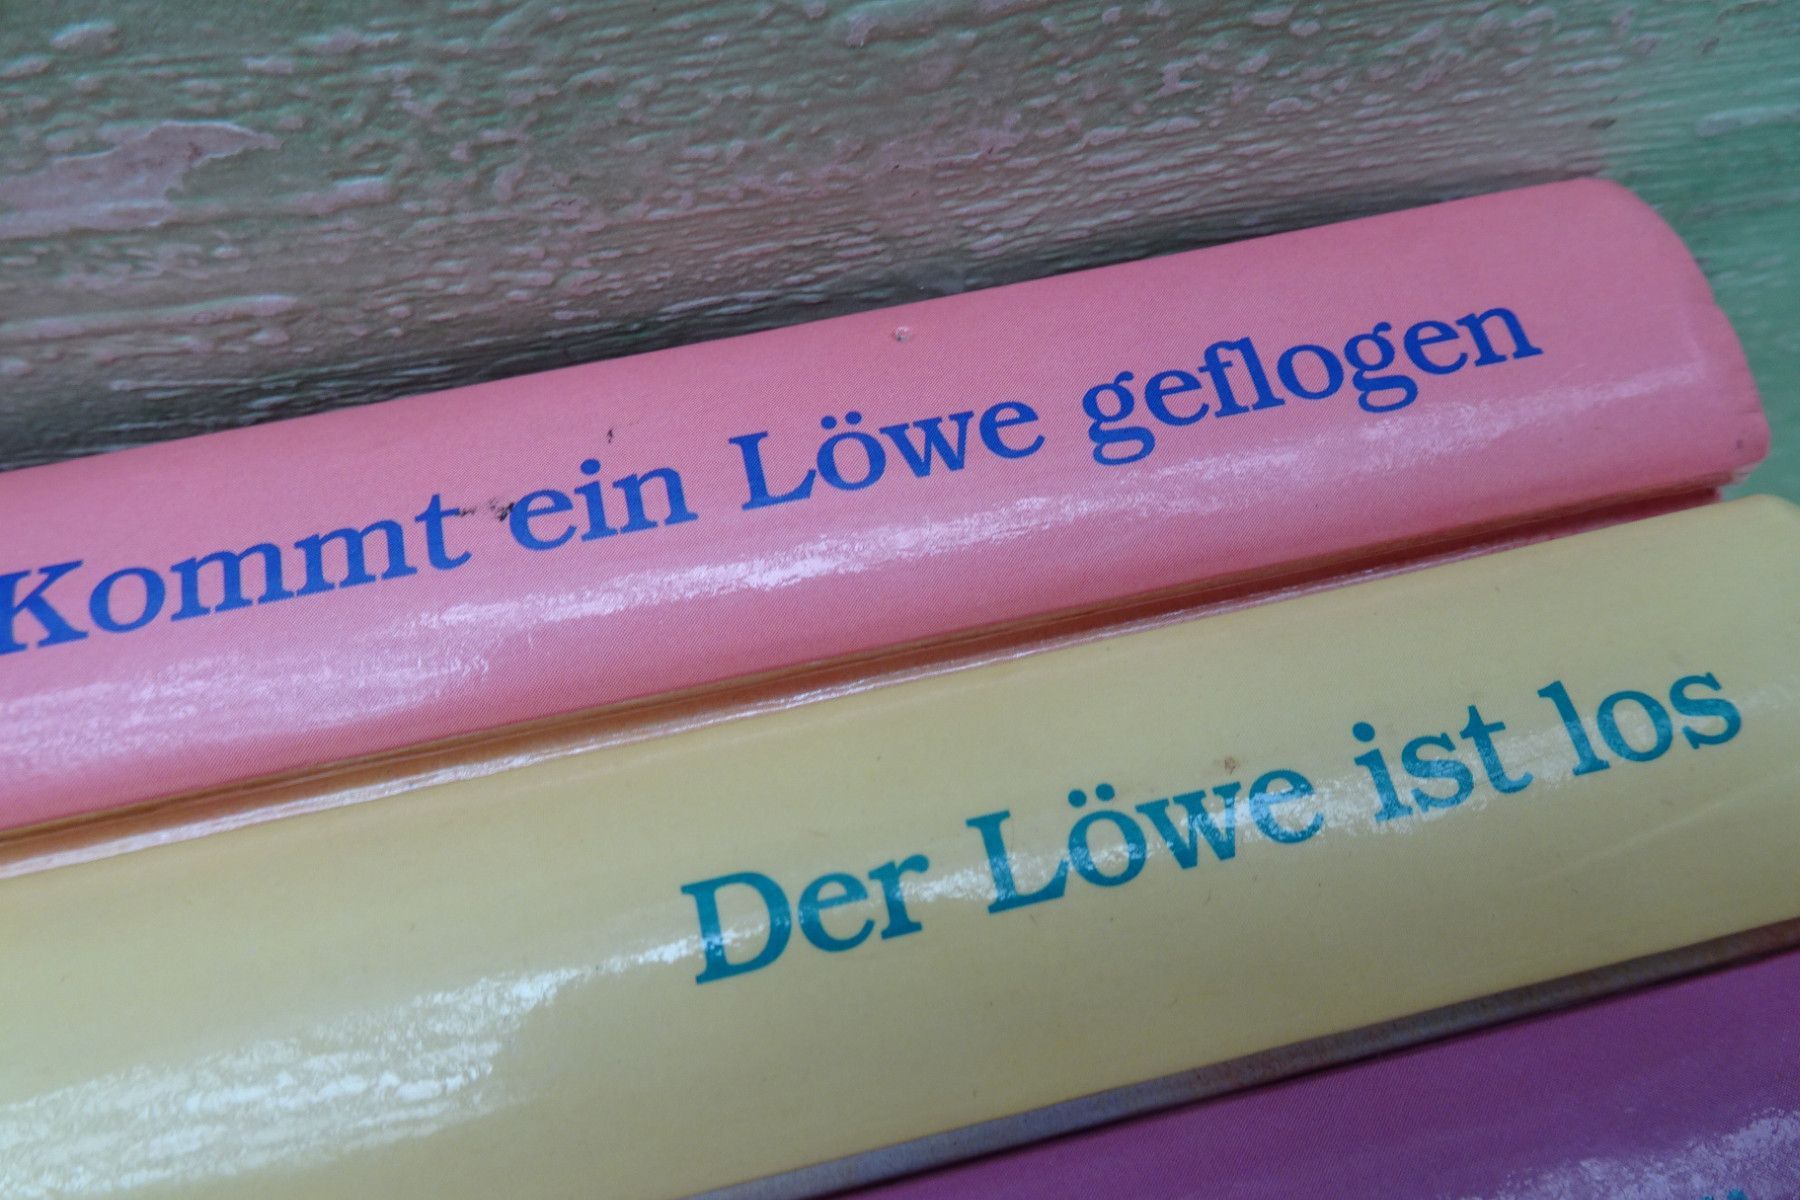 Kommt ein Löwe geflogen
Der Löwe ist los